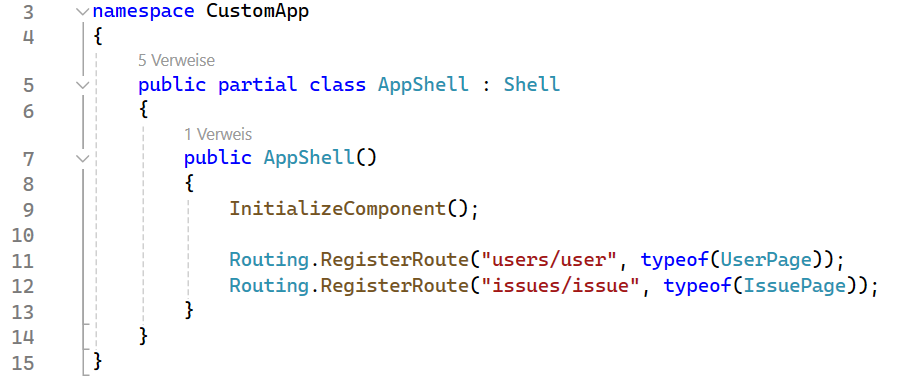 3 namespace CustomApp
4 {
5 Verweise
5 public partial class AppShell : Shell
6 {
1 Verweis
7 public AppShell()
8 {
9 InitializeComponent();
10
11 Routing.RegisterRoute("users/user", typeof(UserPage));
12 Routing.RegisterRoute("issues/issue", typeof(IssuePage));
13 }
14 }
15 }